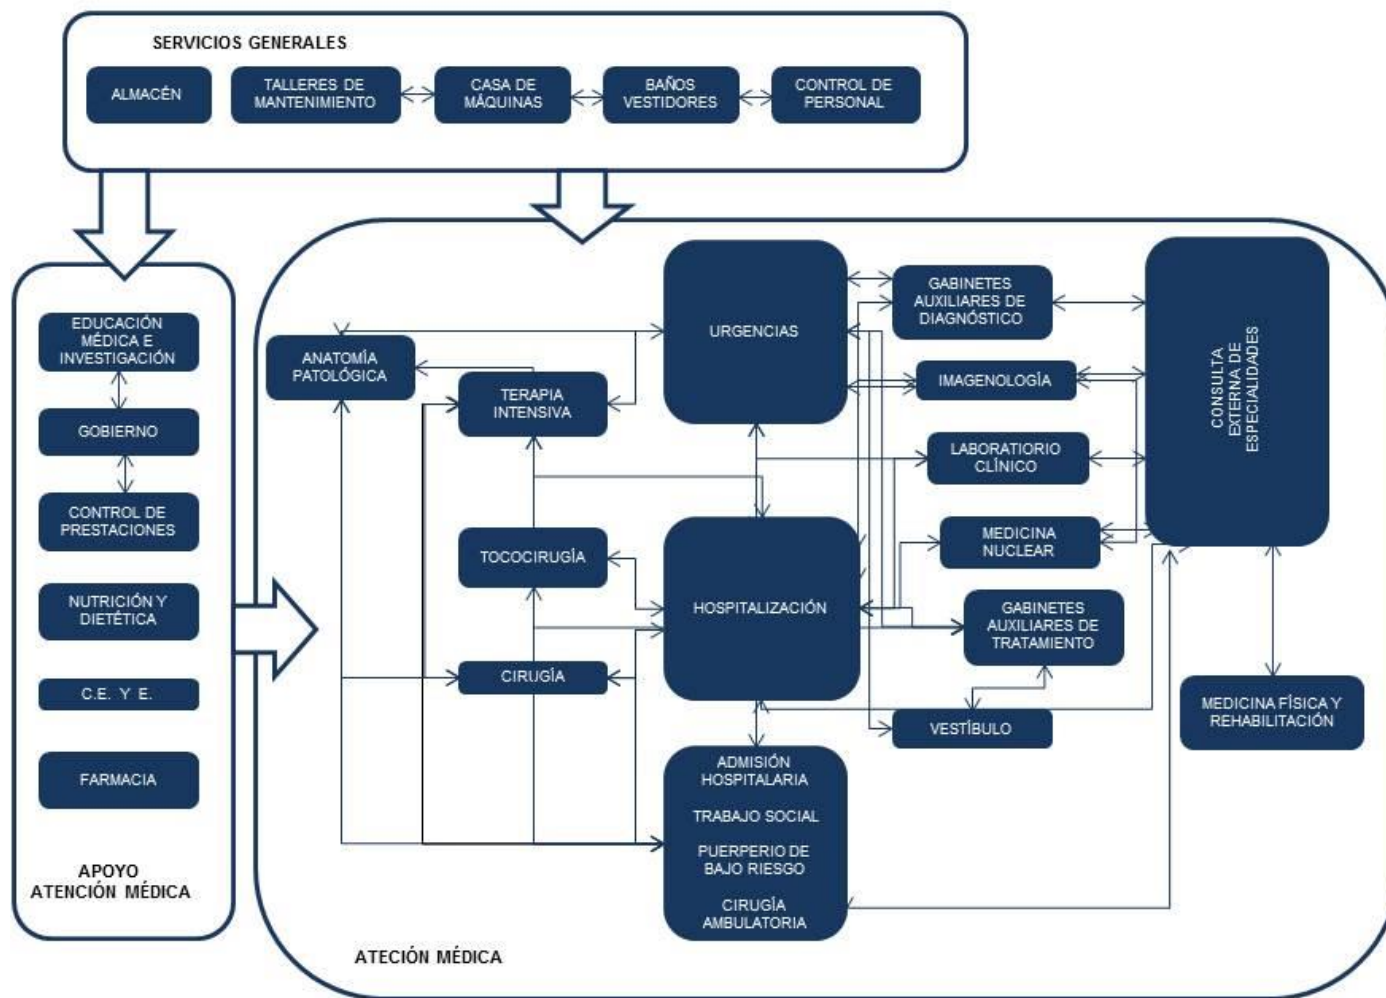 SERVICIOS GENERALES
ALMACÉN
TALLERES DE
MANTENIMIENTO
CASA DE
MÁQUINAS
BAÑOS
VESTIDORES
CONTROL DE
PERSONAL
EDUCACIÓN
MÉDICA E
INVESTIGACIÓN
GOBIERNO
CONTROL DE
PRESTACIONES
NUTRICIÓN Y
DIETÉTICA
C.E. Y E.
FARMACIA
APOYO
ATENCIÓN MÉDICA
ANATOMÍA
PATOLÓGICA
TERAPIA
INTENSIVA
TOCOCIRUGÍA
CIRUGÍA
URGENCIAS
HOSPITALIZACIÓN
ADMISIÓN
HOSPITALARIA
TRABAJO SOCIAL
PUERPERIO DE
BAJO RIESGO
CIRUGÍA
AMBULATORIA
GABINETES
AUXILIARES DE
DIAGNÓSTICO
IMAGENOLOGÍA
LABORATIORIO
CLÍNICO
MEDICINA
NUCLEAR
GABINETES
AUXILIARES DE
TRATAMIENTO
VESTÍBULO
CONSULTA
EXTERNA DE
ESPECIALIDADES
MEDICINA FÍSICA Y
REHABILITACIÓN
ATECIÓN MÉDICA